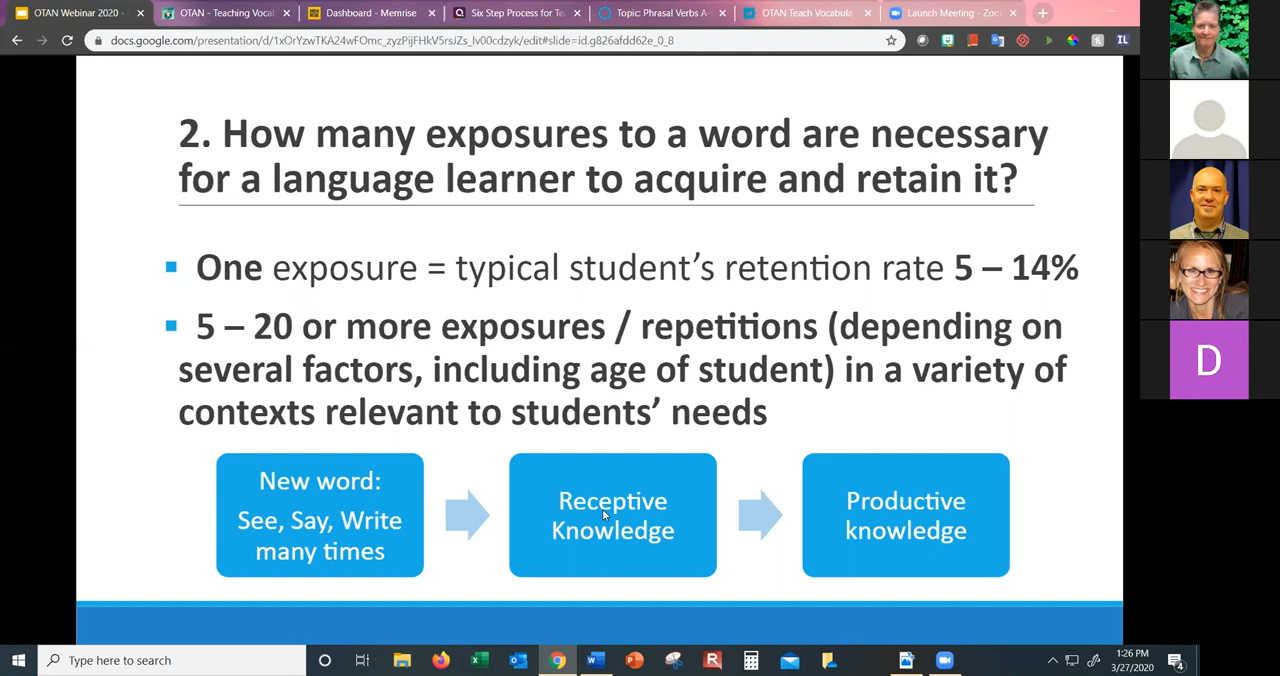 OTAN Webinar 2020 -
OTAN - Teaching Vocal
Dashboard - Memrise
Six Step Process for Te
Topic: Phrasal Verbs A-
OTAN Teach Vocabula
Launch Meeting - Zoo
docs.google.com/presentation/d/1xOrYzwTKA24wFOmc_zyzPijFHkV5rsJZs_lv00cdzyk/edit#slide=id.g826afdd62e_0_8
IL
2. How many exposures to a word are necessary
for a language learner to acquire and retain it?
One exposure = typical student’s retention rate 5 – 14%
5 – 20 or more exposures / repetitions (depending on
several factors, including age of student) in a variety of
contexts relevant to students’ needs
New word:
See, Say, Write
many times
Receptive
Knowledge
Productive
knowledge
D
Type here to search
1:26 PM
3/27/2020
4